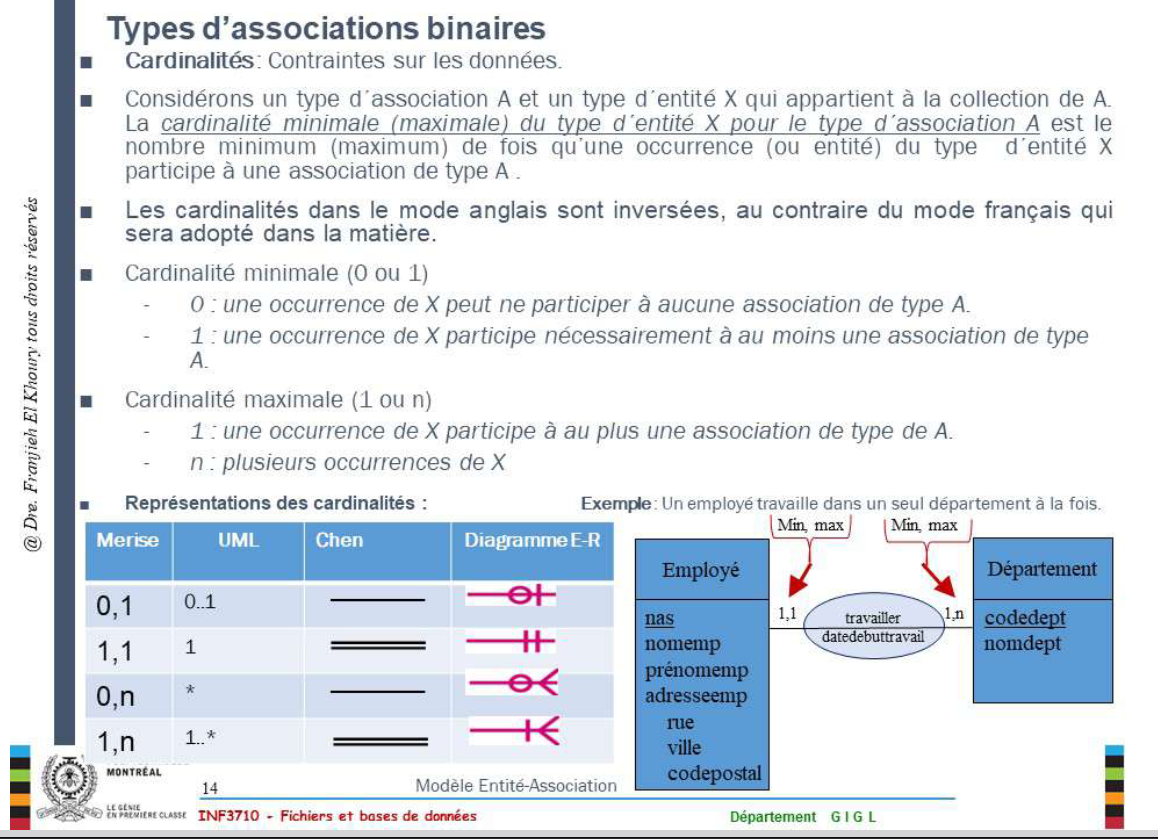 Types d’associations binaires
■ Cardinalités: Contraintes sur les données.
■ Considérons un type d´association A et un type d´entité X qui appartient à la collection de A.
La cardinalité minimale (maximale) du type d´entité X pour le type d´association A est le
nombre minimum (maximum) de fois qu’une occurrence (ou entité) du type d´entité X
participe à une association de type A .
■ Les cardinalités dans le mode anglais sont inversées, au contraire du mode français qui
sera adopté dans la matière.
■ Cardinalité minimale (0 ou 1)
- 0 : une occurrence de X peut ne participer à aucune association de type A.
- 1 : une occurrence de X participe nécessairement à au moins une association de type
A.
■ Cardinalité maximale (1 ou n)
- 1 : une occurrence de X participe à au plus une association de type de A.
- n : plusieurs occurrences de X
■ Représentations des cardinalités :
Merise UML Chen Diagramme E-R
0,1 0..1
1,1 1
0,n *
1,n 1..*
Exemple: Un employé travaille dans un seul département à la fois.
Min, max Min, max
Employé
nas
nomemp
prénomemp
adresseemp
rue
ville
codepostal
1,1
travailler
datedebuttravail
1,n
Département
codedept
nomdept
@ Dre. Franjieh El Khoury tous droits réservés
MONTRÉAL
LE GÉNIE
EN PREMIÈRE CLASSE
14
Modèle Entité-Association
INF3710 - Fichiers et bases de données
Département G I G L